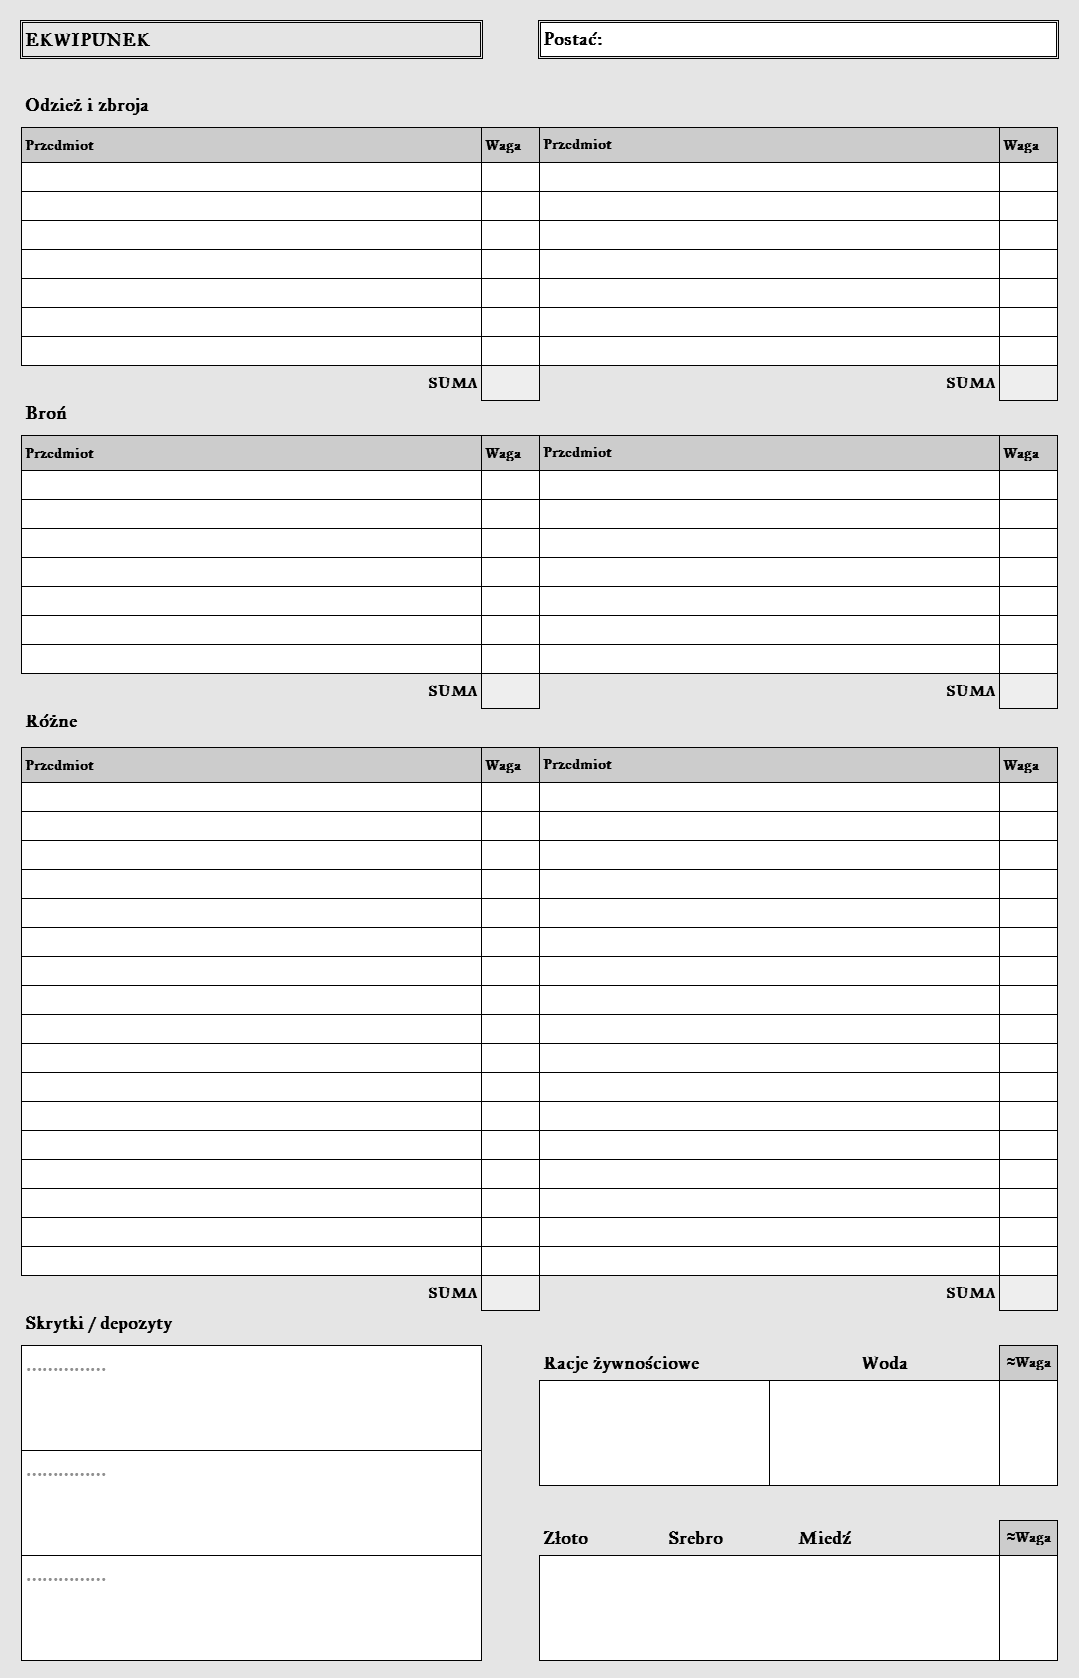 EKWIPUNEK
Postać:
Odzież i zbroja
Przedmiot Waga Przedmiot Waga
SUMA SUMA
Broń
Przedmiot Waga Przedmiot Waga
SUMA SUMA
Różne
Przedmiot Waga Przedmiot Waga
SUMA SUMA
Skrytki / depozyty
...............
...............
...............
Racje żywnościowe Woda ≈Waga
Złoto Srebro Miedź ≈Waga